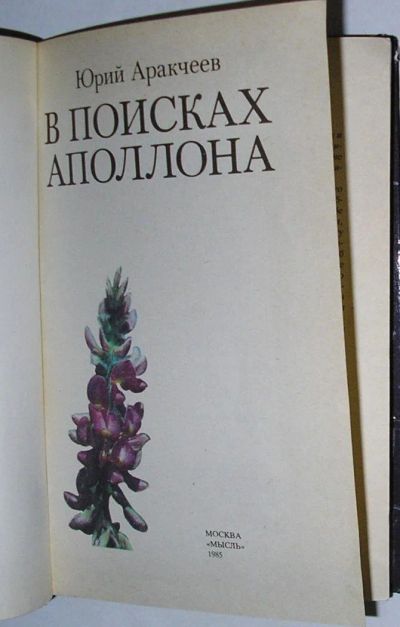 Юрий Аракчеев
В ПОИСКАХ
АПОЛЛОНА
МОСКВА
«МЫСЛЬ»
1985